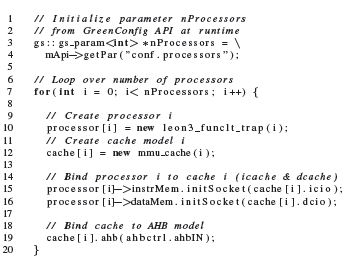 1 // Initialize parameter nProcessors
2 // from GreenConfig API at runtime
3 gs::gs_param<int> *nProcessors = \
4 mApi->getPar("conf.processors");
5
6 // Loop over number of processors
7 for(int i = 0; i< nProcessors; i++) {
8
9 // Create processor i
10 processor[i] = new leon3_funclt_trap(i);
11 // Create cache model i
12 cache[i] = new mmu_cache(i);
13
14 // Bind processor i to cache i (icache & dcache)
15 processor[i]->instrMem.initSocket(cache[i].icio);
16 processor[i]->dataMem.initSocket(cache[i].dcio);
17
18 // Bind cache to AHB model
19 cache[i].ahb(ahbctrl.ahbIN);
20 }